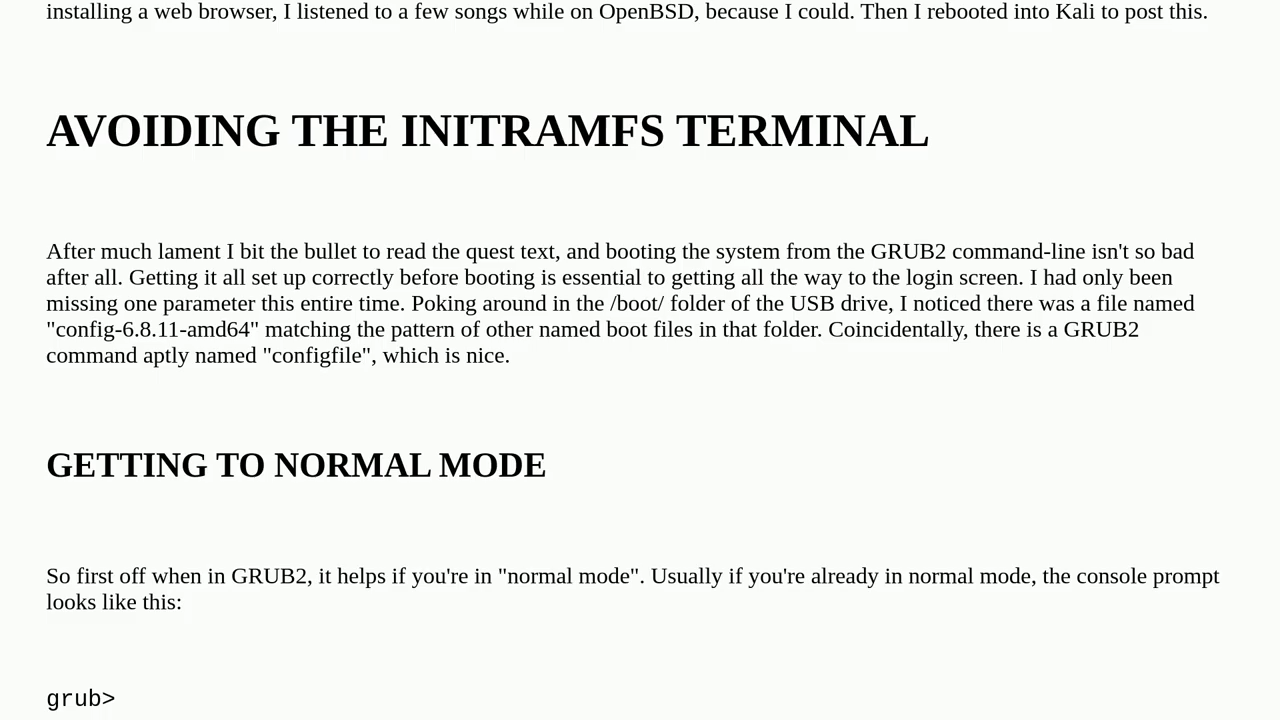 installing a web browser, I listened to a few songs while on OpenBSD, because I could. Then I rebooted into Kali to post this.
AVOIDING THE INITRAMFS TERMINAL
After much lament I bit the bullet to read the quest text, and booting the system from the GRUB2 command-line isn't so bad
after all. Getting it all set up correctly before booting is essential to getting all the way to the login screen. I had only been
missing one parameter this entire time. Poking around in the /boot/ folder of the USB drive, I noticed there was a file named
"config-6.8.11-amd64" matching the pattern of other named boot files in that folder. Coincidentally, there is a GRUB2
command aptly named "configfile", which is nice.
GETTING TO NORMAL MODE
So first off when in GRUB2, it helps if you're in "normal mode". Usually if you're already in normal mode, the console prompt
looks like this:
grub>